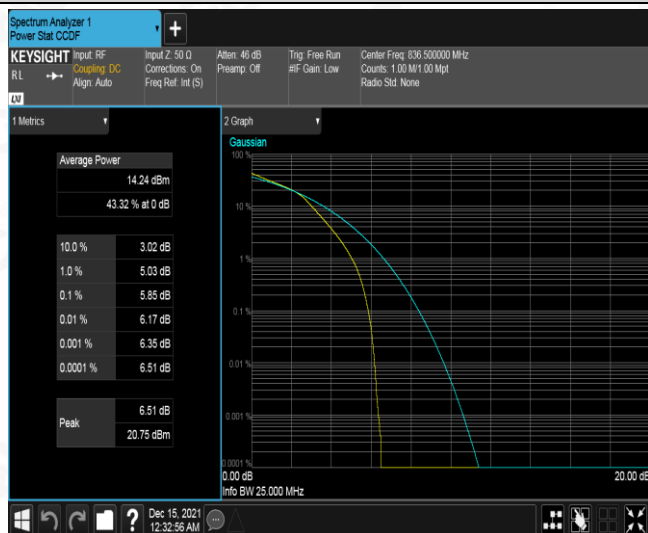 Spectrum Analyzer 1
Power Stat CCDF
KEYSIGHT
RL
Input: RF
Coupling: DC
Align: Auto
Input Z: 50 Ω
Corrections: On
Freq Ref: Int (S)
Atten: 46 dB
Preamp: Off
Trig: Free Run
#IF Gain: Low
Center Freq: 836.500000 MHz
Counts: 1.00 M/1.00 Mpt
Radio Std: None
LXI
1 Metrics
Average Power
14.24 dBm
43.32 % at 0 dB
10.0 % 3.02 dB
1.0 % 5.03 dB
0.1 % 5.85 dB
0.01 % 6.17 dB
0.001 % 6.35 dB
0.0001 % 6.51 dB
Peak
6.51 dB
20.75 dBm
2 Graph
Gaussian
100 %
10 %
1 %
0.1 %
0.01 %
0.001 %
0.0001 %
0.00 dB 20.00 dB
Info BW 25.000 MHz
?
Dec 15, 2021
12:32:56 AM